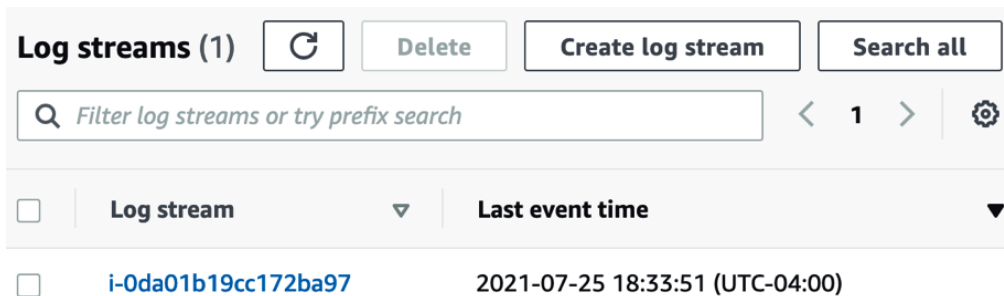 Log streams (1) Delete Create log stream Search all
Filter log streams or try prefix search 1
Log stream Last event time
i-0da01b19cc172ba97 2021-07-25 18:33:51 (UTC-04:00)